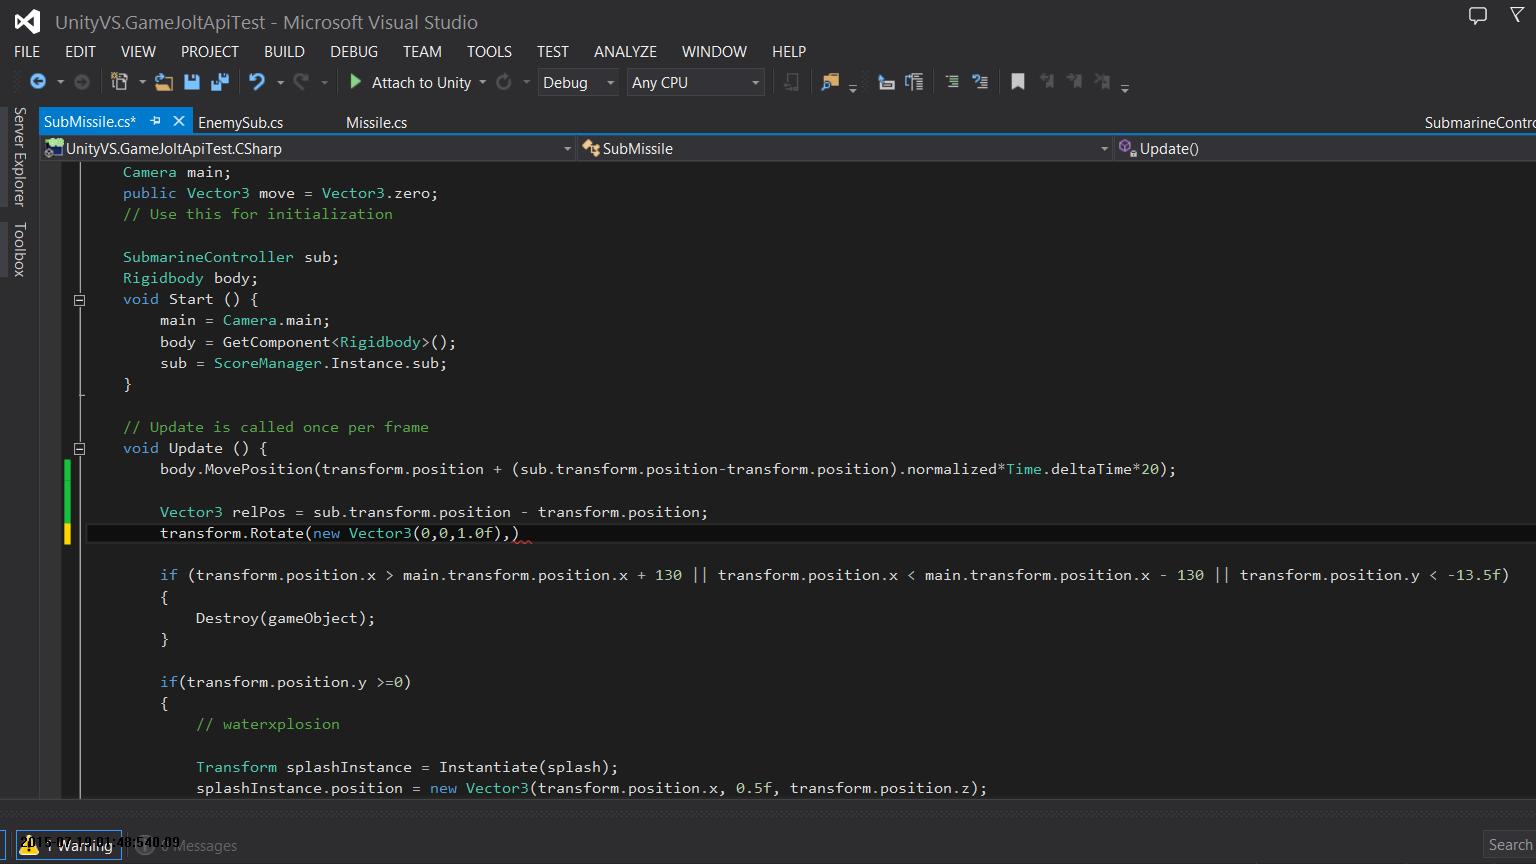 UnityVS.GameJoltApiTest - Microsoft Visual Studio
FILE EDIT VIEW PROJECT BUILD DEBUG TEAM TOOLS TEST ANALYZE WINDOW HELP
Attach to Unity Debug Any CPU
Server Explorer
Toolbox
SubMissile.cs* EnemySub.cs Missile.cs SubmarineContro
UnityVS.GameJoltApiTest.CSharp SubMissile Update()
Camera main;
public Vector3 move = Vector3.zero;
// Use this for initialization
SubmarineController sub;
Rigidbody body;
void Start () {
main = Camera.main;
body = GetComponent<Rigidbody>();
sub = ScoreManager.Instance.sub;
}
// Update is called once per frame
void Update () {
body.MovePosition(transform.position + (sub.transform.position-transform.position).normalized*Time.deltaTime*20);
Vector3 relPos = sub.transform.position - transform.position;
transform.Rotate(new Vector3(0,0,1.0f),)
if (transform.position.x > main.transform.position.x + 130 || transform.position.x < main.transform.position.x - 130 || transform.position.y < -13.5f)
{
Destroy(gameObject);
}
if(transform.position.y >=0)
{
// waterxplosion
Transform splashInstance = Instantiate(splash);
splashInstance.position = new Vector3(transform.position.x, 0.5f, transform.position.z);
1 Warning 0 Messages
Search